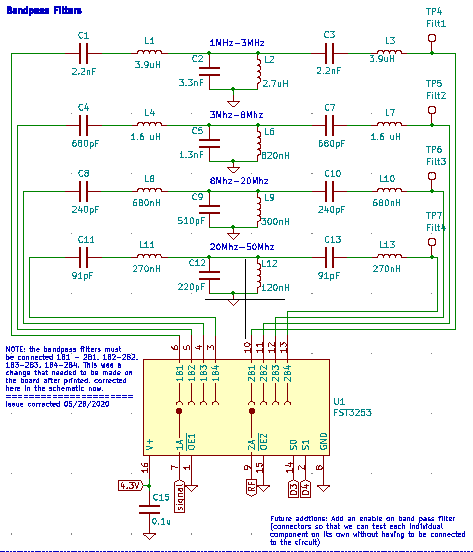 Bandpass Filters
TP4
Filt1
C1
L1
1MHz-3MHz
C3
L3
C2
L2
2.2nF
3.9uH
3.3nF
2.7uH
2.2nF
3.9uH
TP5
Filt2
C4
L4
3Mhz-8Mhz
C7
L7
C5
L6
680pF
1.6 uH
1.3nF
820nH
680pF
1.6 uH
TP6
Filt3
C8
L8
8Mhz-20Mhz
C10
L10
C9
L9
240pF
680nH
510pF
300nH
240pF
680nH
TP7
Filt4
C11
L11
20Mhz-50Mhz
C13
L13
C12
L12
91pF
270nH
220pF
120nH
91pF
270nH
NOTE: the bandpass filters must
be connected 1B1 - 2B1, 1B2-2B2,
1B3-2B3, 1B4-2B4. This was a
change that needed to be made on
the board after printed. corrected
here in the schematic now.
========================
Issue corrected 05/28/2020
6 5 4 3 10 11 12 13
1B1 1B2 1B3 1B4 2B1 2B2 2B3 2B4
U1
FST3253
V+ 1A OE1 2A OE2 S0 S1 GND
16 7 1 9 15 14 2 8
4.3V
signal
RF
D3
D4
C15
0.1u
Future additions: Add an enable on band pass filter
(connectors so that we can test each individual
component on its own without having to be connected
to the circuit)